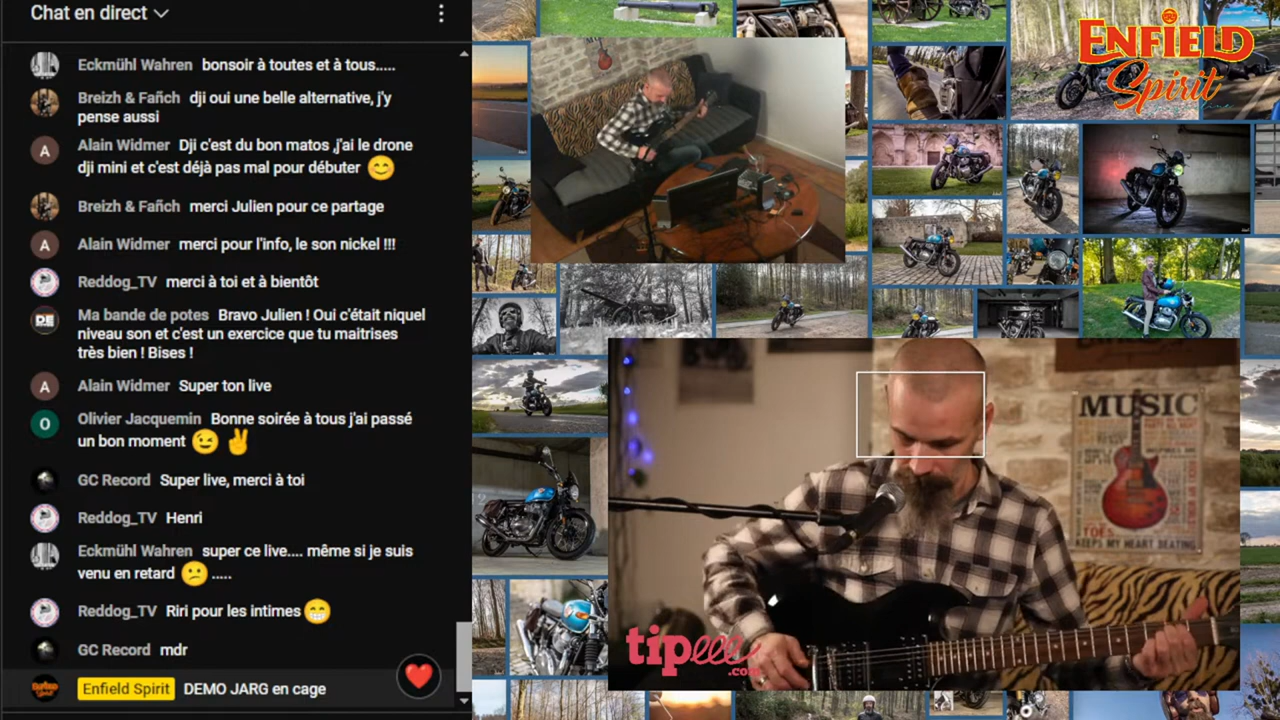 Chat en direct
Eckmühl Wahren bonsoir à toutes et à tous.....
Breizh & Fañch dji oui une belle alternative, j'y
pense aussi
A
Alain Widmer Dji c'est du bon matos ,j'ai le drone
dji mini et c'est déjà pas mal pour débuter 😊
Breizh & Fañch merci Julien pour ce partage
A
Alain Widmer merci pour l'info, le son nickel !!!
Reddog_TV merci à toi et à bientôt
DE
Ma bande de potes Bravo Julien ! Oui c'était niquel
niveau son et c'est un exercice que tu maitrises
très bien ! Bises !
A
Alain Widmer Super ton live
O
Olivier Jacquemin Bonne soirée à tous j'ai passé
un bon moment 😉✌️
GC Record Super live, merci à toi
Reddog_TV Henri
Eckmühl Wahren super ce live.... même si je suis
venu en retard 😕.....
Reddog_TV Riri pour les intimes😁
GC Record mdr
Enfield Spirit DEMO JARG en cage
ENFIELD
Spirit
MUSIC
KEEPS MY HEART BEATING
tipeee
.com